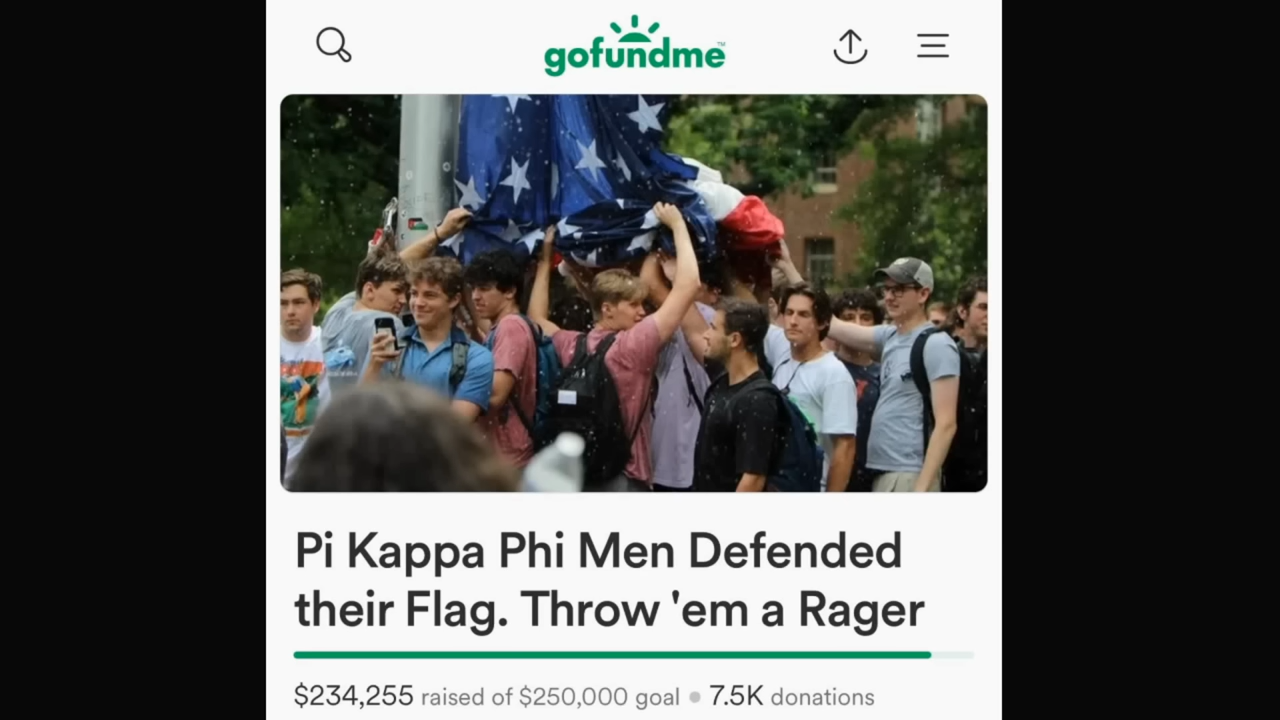 gofundme™
Pi Kappa Phi Men Defended
their Flag. Throw 'em a Rager
$234,255 raised of $250,000 goal • 7.5K donations